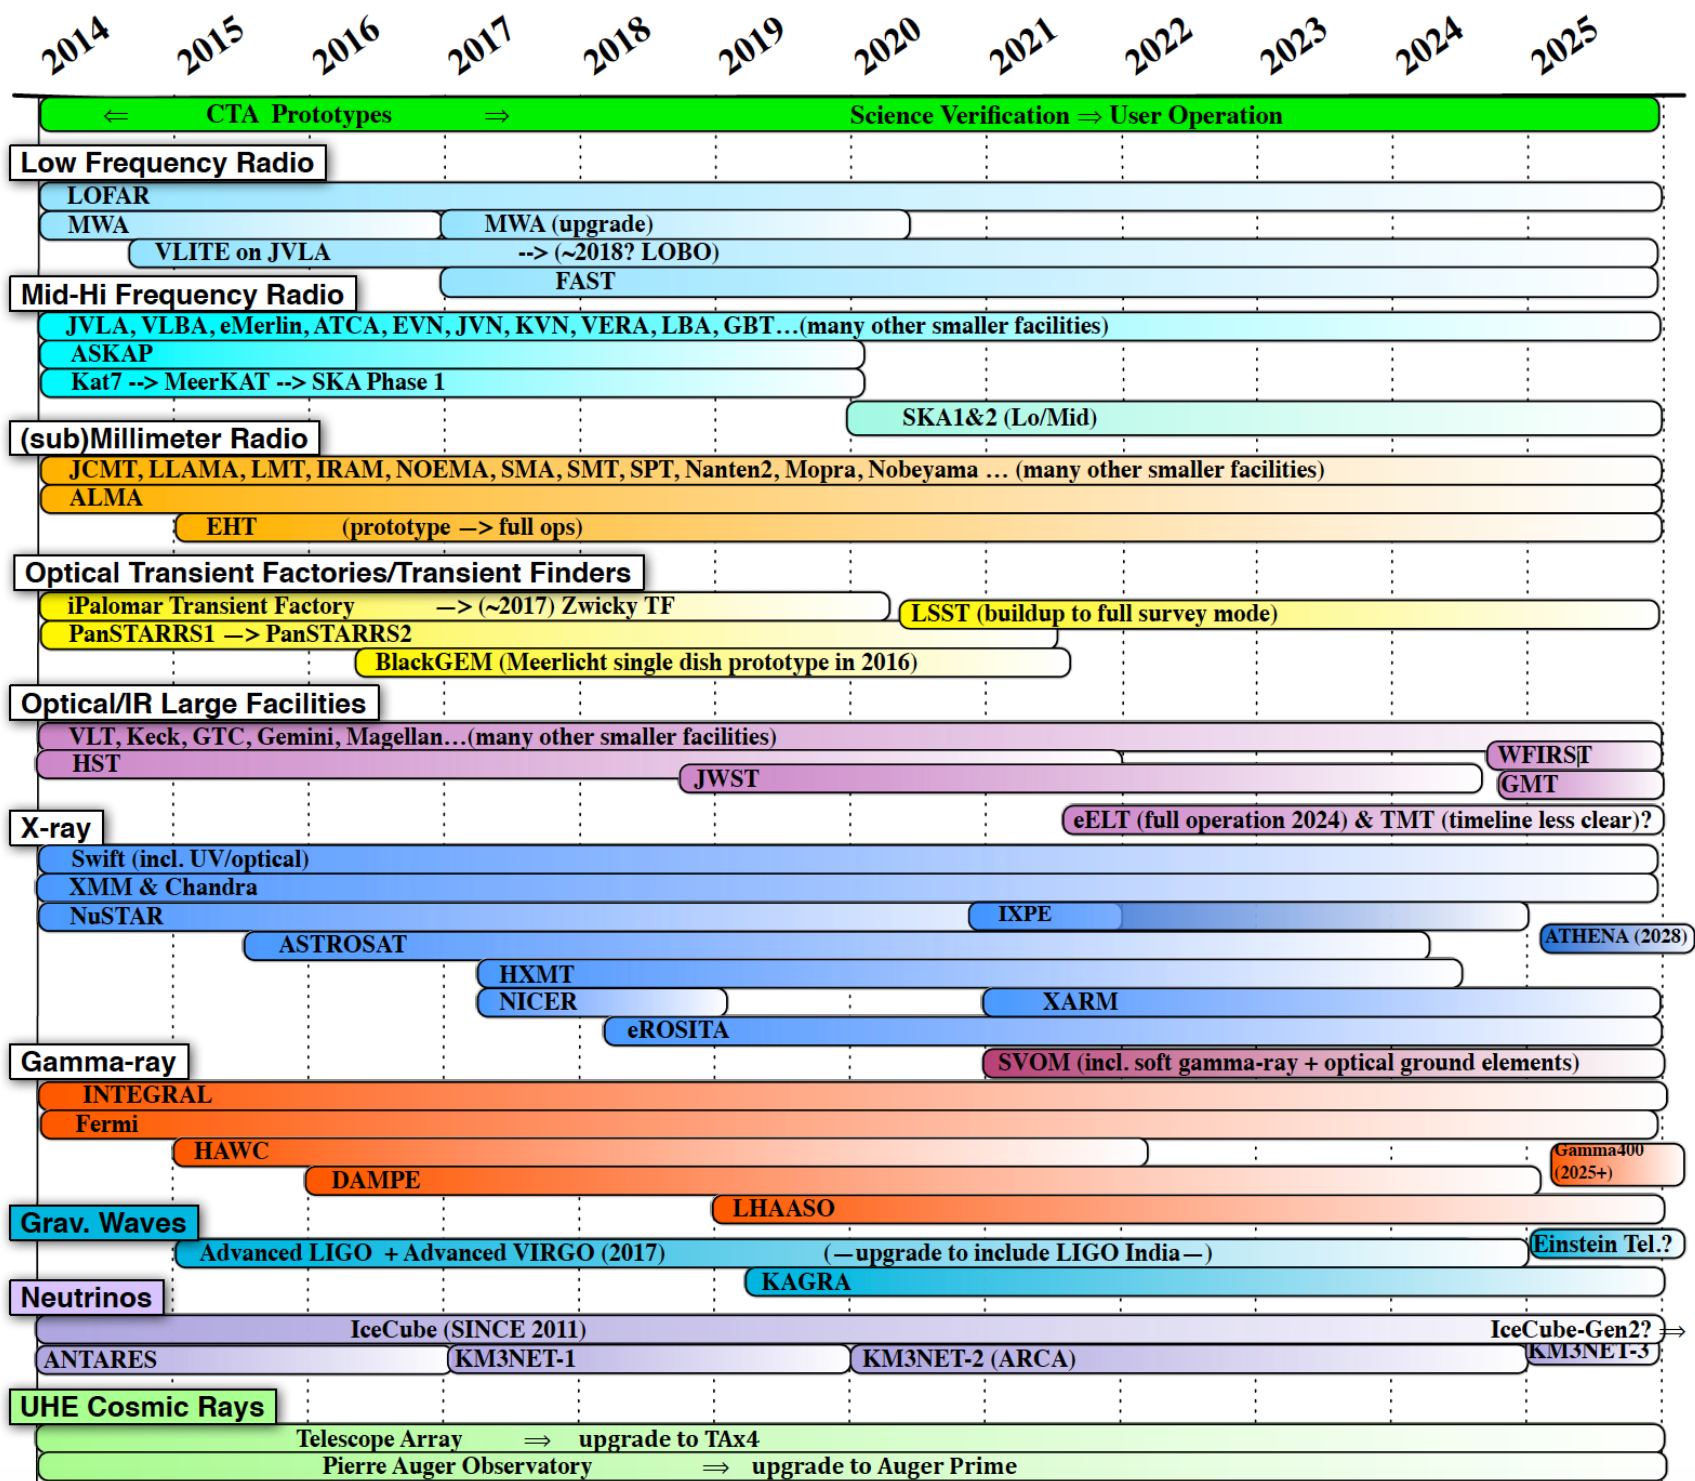 2014 2015 2016 2017 2018 2019 2020 2021 2022 2023 2024 2025
⇐ CTA Prototypes ⇒ Science Verification ⇒ User Operation
Low Frequency Radio
LOFAR
MWA MWA (upgrade)
VLITE on JVLA --> (~2018? LOBO)
FAST
Mid-Hi Frequency Radio
JVLA, VLBA, eMerlin, ATCA, EVN, JVN, KVN, VERA, LBA, GBT…(many other smaller facilities)
ASKAP
Kat7 --> MeerKAT --> SKA Phase 1
SKA1&2 (Lo/Mid)
(sub)Millimeter Radio
JCMT, LLAMA, LMT, IRAM, NOEMA, SMA, SMT, SPT, Nanten2, Mopra, Nobeyama … (many other smaller facilities)
ALMA
EHT (prototype —> full ops)
Optical Transient Factories/Transient Finders
iPalomar Transient Factory —> (~2017) Zwicky TF
LSST (buildup to full survey mode)
PanSTARRS1 —> PanSTARRS2
BlackGEM (Meerlicht single dish prototype in 2016)
Optical/IR Large Facilities
VLT, Keck, GTC, Gemini, Magellan…(many other smaller facilities)
WFIRST
HST
JWST
GMT
eELT (full operation 2024) & TMT (timeline less clear)?
X-ray
Swift (incl. UV/optical)
XMM & Chandra
NuSTAR IXPE
ATHENA (2028)
ASTROSAT
HXMT
NICER XARM
eROSITA
SVOM (incl. soft gamma-ray + optical ground elements)
Gamma-ray
INTEGRAL
Fermi
HAWC
Gamma400
(2025+)
DAMPE
LHAASO
Grav. Waves
Advanced LIGO + Advanced VIRGO (2017) (—upgrade to include LIGO India—)
Einstein Tel.?
KAGRA
Neutrinos
IceCube (SINCE 2011) IceCube-Gen2? ⇒
ANTARES KM3NET-1 KM3NET-2 (ARCA) KM3NET-3
UHE Cosmic Rays
Telescope Array ⇒ upgrade to TAx4
Pierre Auger Observatory ⇒ upgrade to Auger Prime